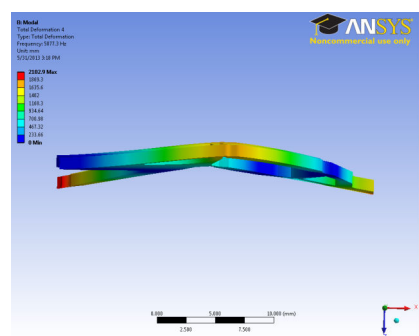 B: Modal
Total Deformation 4
Type: Total Deformation
Frequency: 5877.3 Hz
Unit: mm
5/31/2012 3:18 PM
2102.9 Max
1869.3
1635.6
1402
1168.3
934.64
700.98
467.32
233.66
0 Min
ANSYS
Noncommercial use only
0.000
5.000
10.000 (mm)
2.500
7.500
X